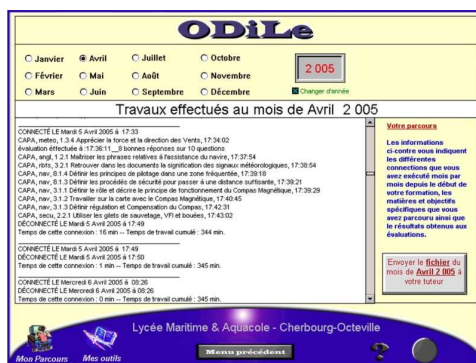 ODiLe
Janvier Avril Juillet Octobre
Février Mai Août Novembre
Mars Juin Septembre Décembre
2 005
Changer d'année
Travaux effectués au mois de Avril 2 005
CONNECTÉ LE Mardi 5 Avril 2005 à 17:33
CAPA, meteo, 1.3.4 Apprécier la force et la direction des Vents, 17:34:02
évaluation éffectuée à :17:36:11 __8 bonnes réponses sur 10 questions
CAPA, angl, 1.2.1 Maîtriser les phrases relatives à l'assistance du navire, 17:37:54
CAPA, rbts, 3.2.1 Retrouver dans les documents la signification des signaux météorologiques, 17:38:54
CAPA, nav, 8.1.4 Définir les principes de pilotage dans une zone fréquentée, 17:39:18
CAPA, nav, 8.1.3 Définir les procédés de sécurité pour passer à une distance suffisante, 17:39:21
CAPA, nav, 3.1.1 Définir le rôle et décrire le principe de fonctionnement du Compas Magnétique, 17:39:29
CAPA, nav, 3.1.2 Travailler sur la carte avec le Compas Magnétique, 17:40:45
CAPA, nav, 3.1.3 Définir régulation et Compensation du Compas, 17:42:31
CAPA, secu, 2.2.1 Utiliser les gilets de sauvetage, VFI et bouées, 17:43:02
DÉCONNECTÉ LE Mardi 5 Avril 2005 à 17:49
Temps de cette connexion : 16 min -- Temps de travail cumulé : 344 min.
CONNECTÉ LE Mardi 5 Avril 2005 à 17:49
DÉCONNECTÉ LE Mardi 5 Avril 2005 à 17:50
Temps de cette connexion : 1 min -- Temps de travail cumulé : 345 min.
CONNECTÉ LE Mercredi 6 Avril 2005 à 08:26
DÉCONNECTÉ LE Mercredi 6 Avril 2005 à 08:26
Temps de cette connexion : 0 min -- Temps de travail cumulé : 345 min.
Votre parcours
Les informations
ci-contre vous indiquent
les différentes
connections que vous
avez éxécuté mois par
mois depuis le début de
votre formation, les
matières et objectifs
spécifiques que vous
avez parcouru ainsi que
le résultats obtenus aux
évaluations.
Envoyer le fichier du
mois de Avril 2 005 à
votre tuteur
Lycée Maritime & Aquacole - Cherbourg-Octeville
Mon Parcours
Mes outils
Menu précédent
?